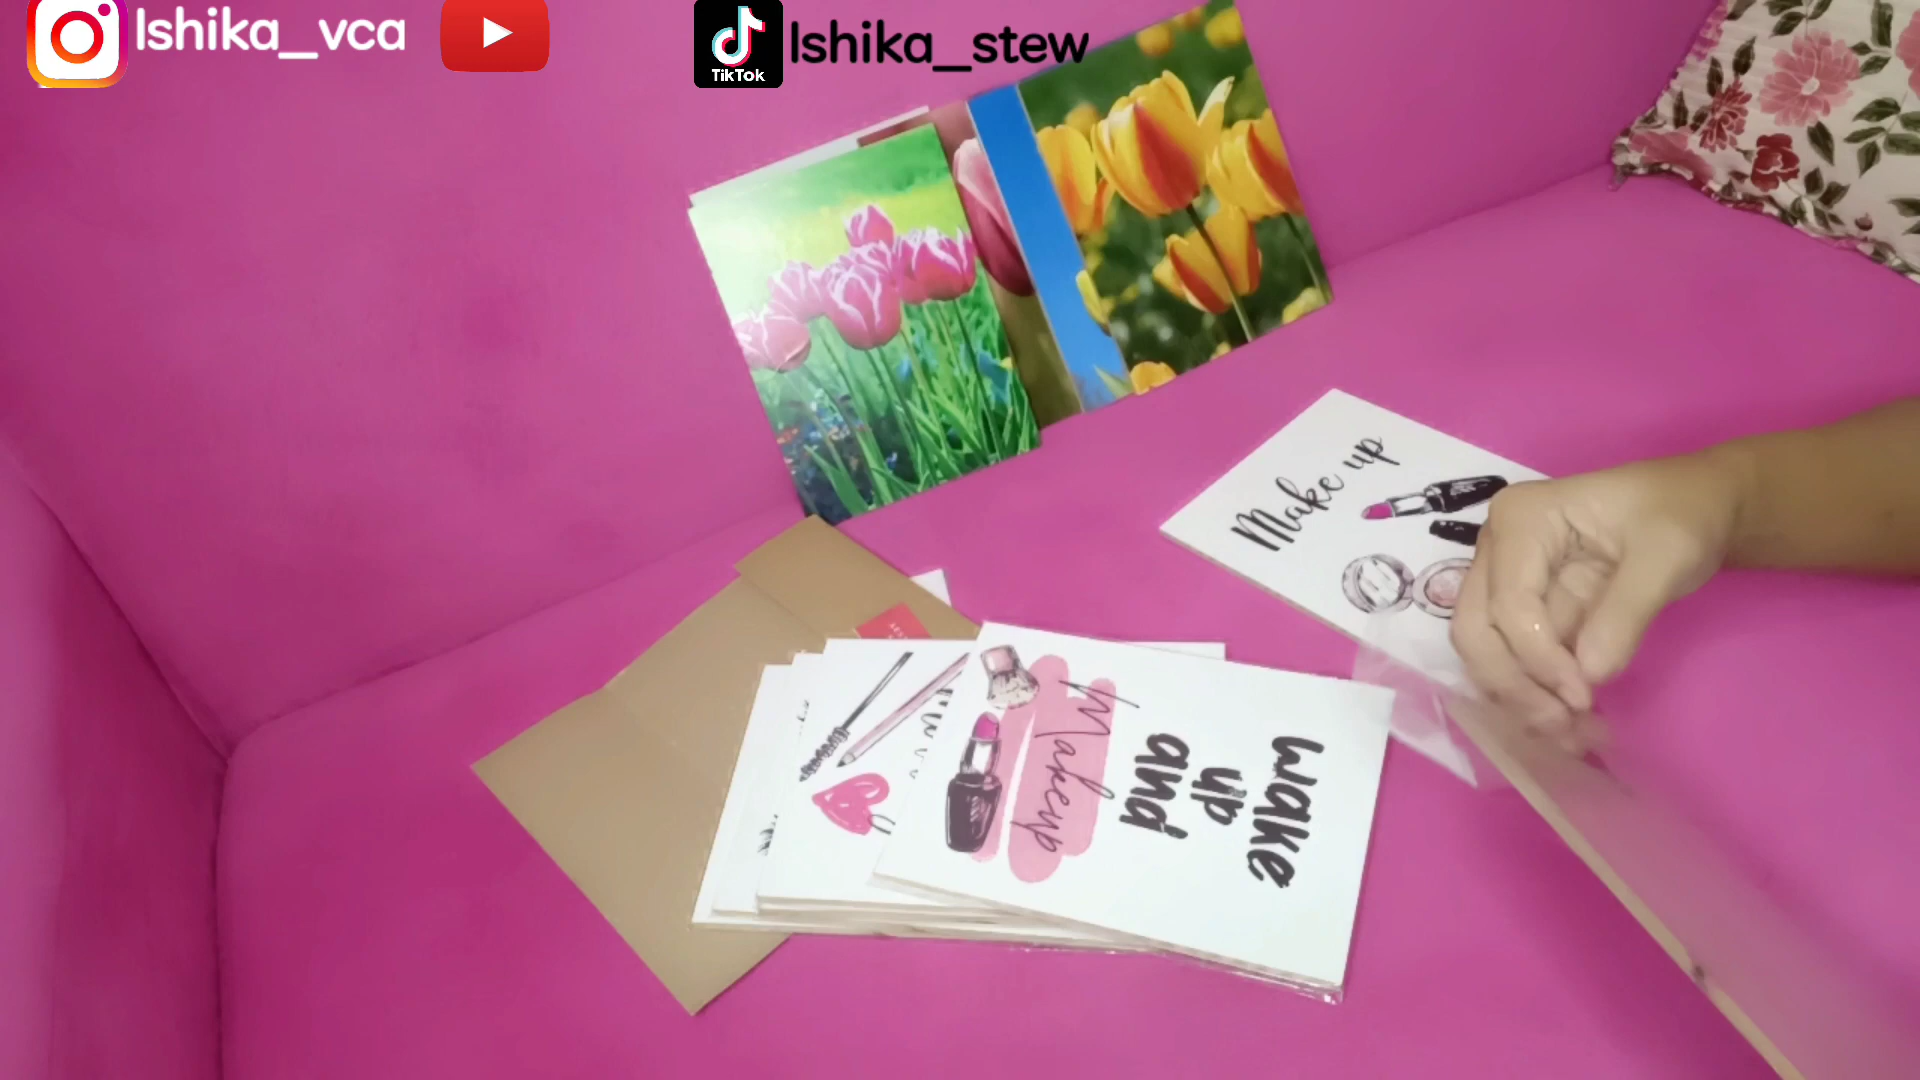 Ishika_vca
TikTok
Ishika_stew
Make up
wake
up
and
Makeup